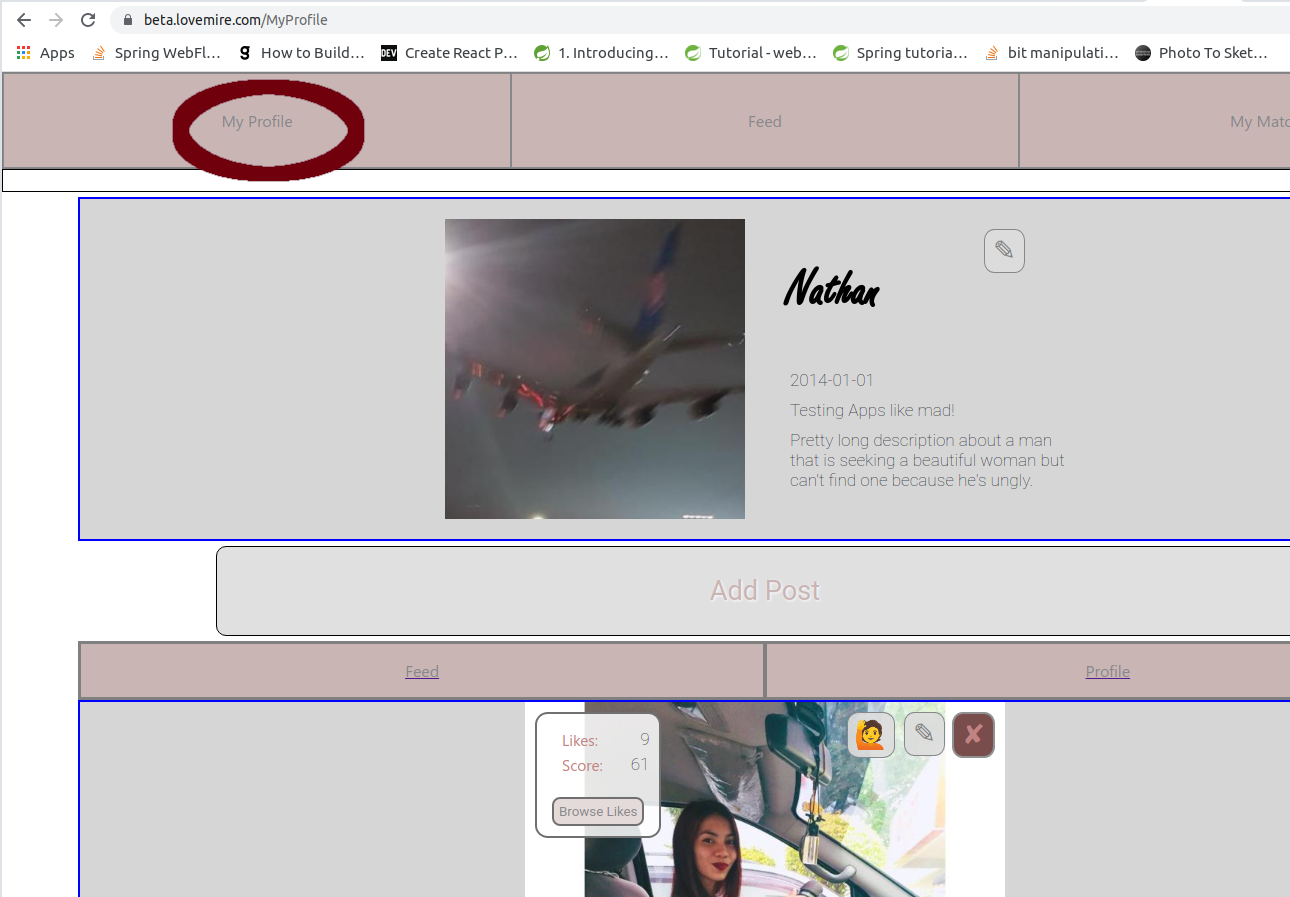 beta.lovemire.com/MyProfile
Apps Spring WebFl... How to Build... DEV Create React P... 1. Introducing... Tutorial - web... Spring tutoria... bit manipulati... Photo To Sket...
My Profile Feed My Matc
Nathan
2014-01-01
Testing Apps like mad!
Pretty long description about a man
that is seeking a beautiful woman but
can't find one because he's ungly.
Add Post
Feed Profile
Likes: 9
Score: 61
Browse Likes